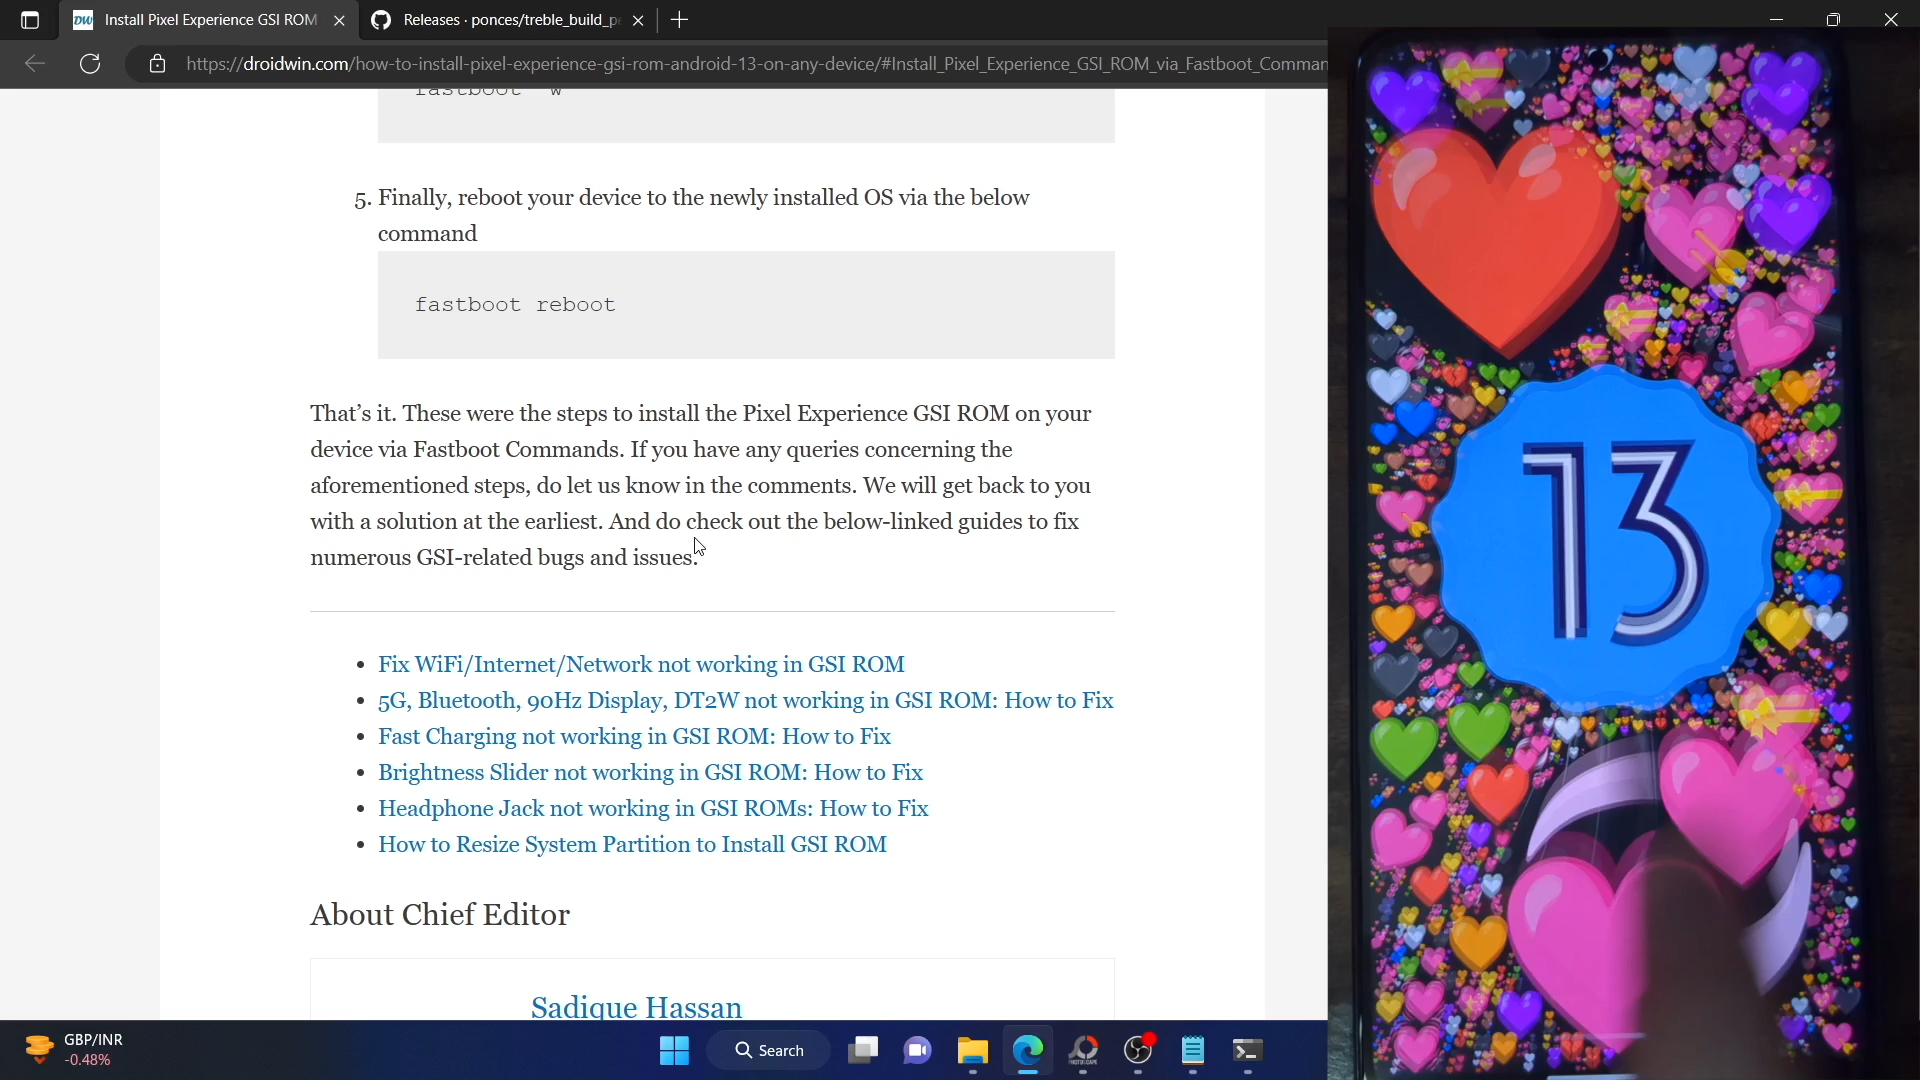 Install Pixel Experience GSI ROM
Releases · ponces/treble_build_pe
https://droidwin.com/how-to-install-pixel-experience-gsi-rom-android-13-on-any-device/#Install_Pixel_Experience_GSI_ROM_via_Fastboot_Comman
fastboot -w
5. Finally, reboot your device to the newly installed OS via the below
command
fastboot reboot
That's it. These were the steps to install the Pixel Experience GSI ROM on your
device via Fastboot Commands. If you have any queries concerning the
aforementioned steps, do let us know in the comments. We will get back to you
with a solution at the earliest. And do check out the below-linked guides to fix
numerous GSI-related bugs and issues.
• Fix WiFi/Internet/Network not working in GSI ROM
• 5G, Bluetooth, 90Hz Display, DT2W not working in GSI ROM: How to Fix
• Fast Charging not working in GSI ROM: How to Fix
• Brightness Slider not working in GSI ROM: How to Fix
• Headphone Jack not working in GSI ROMs: How to Fix
• How to Resize System Partition to Install GSI ROM
About Chief Editor
Sadique Hassan
13
GBP/INR
-0.48%
Search